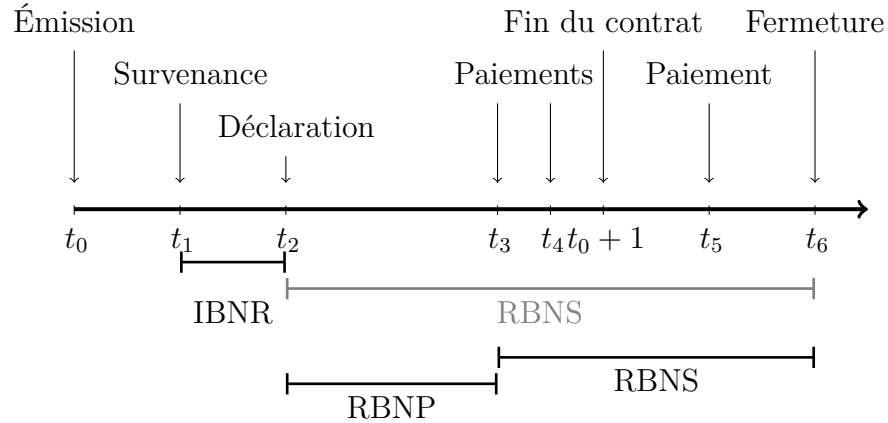 Émission Fin du contrat Fermeture
Survenance Paiements Paiement
Déclaration
t₀ t₁ t₂ t₃ t₄ t₀ + 1 t₅ t₆
IBNR RBNS
RBNP RBNS